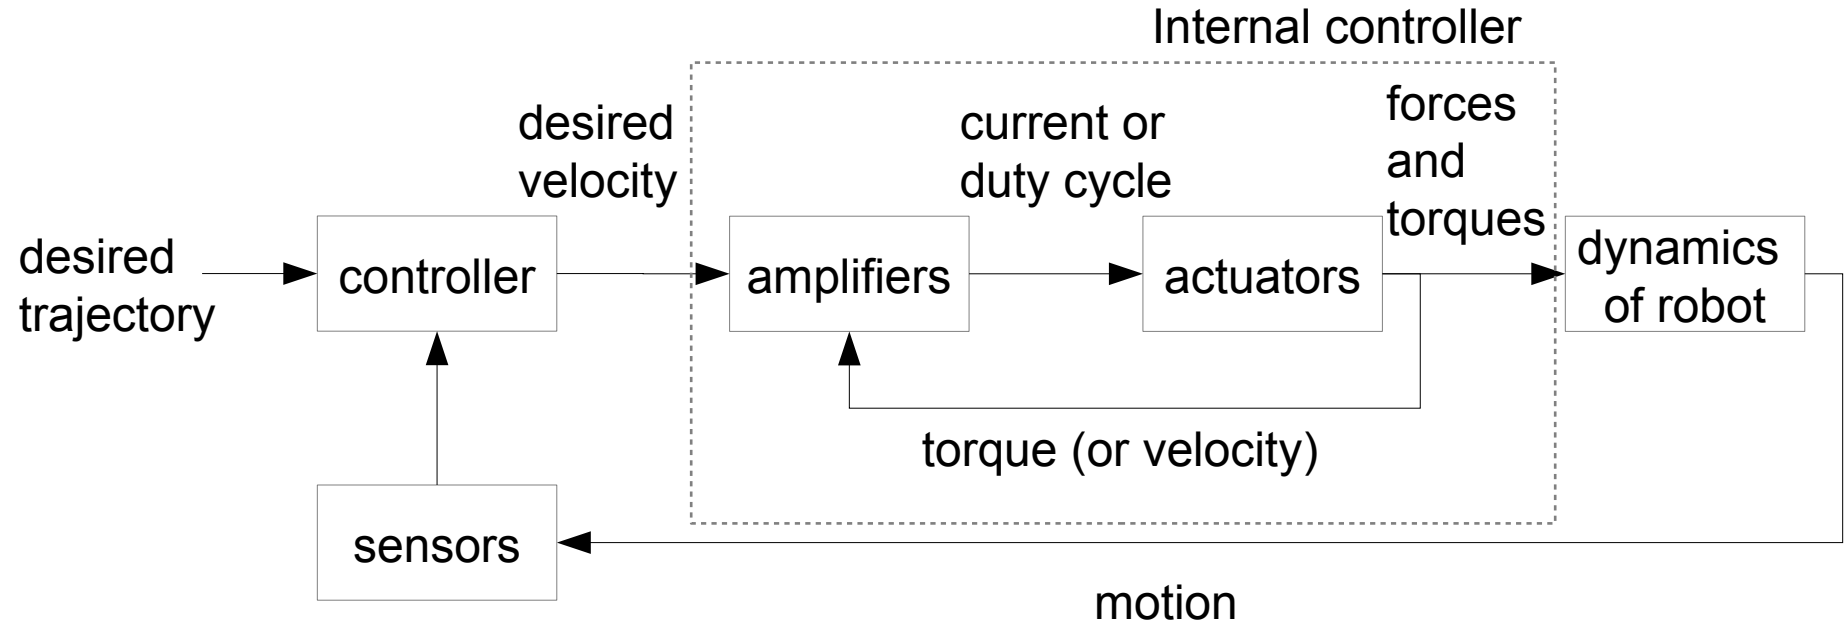 Internal controller
desired
velocity
current or
duty cycle
forces
and
torques
desired
trajectory
controller
amplifiers
actuators
dynamics
of robot
torque (or velocity)
sensors
motion